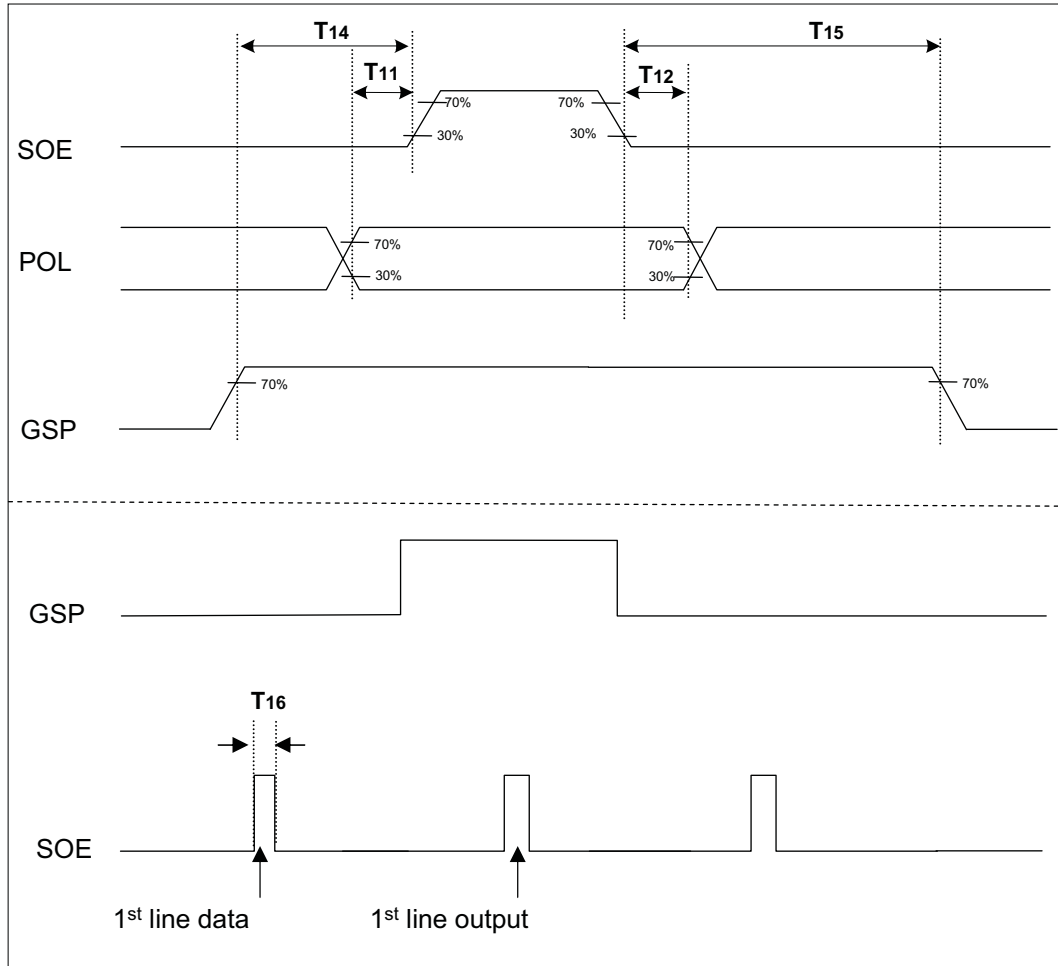 T14
T15
T11
T12
70%
70%
30%
30%
SOE
70%
70%
POL
30%
30%
70%
70%
GSP
GSP
T16
SOE
1st line data
1st line output